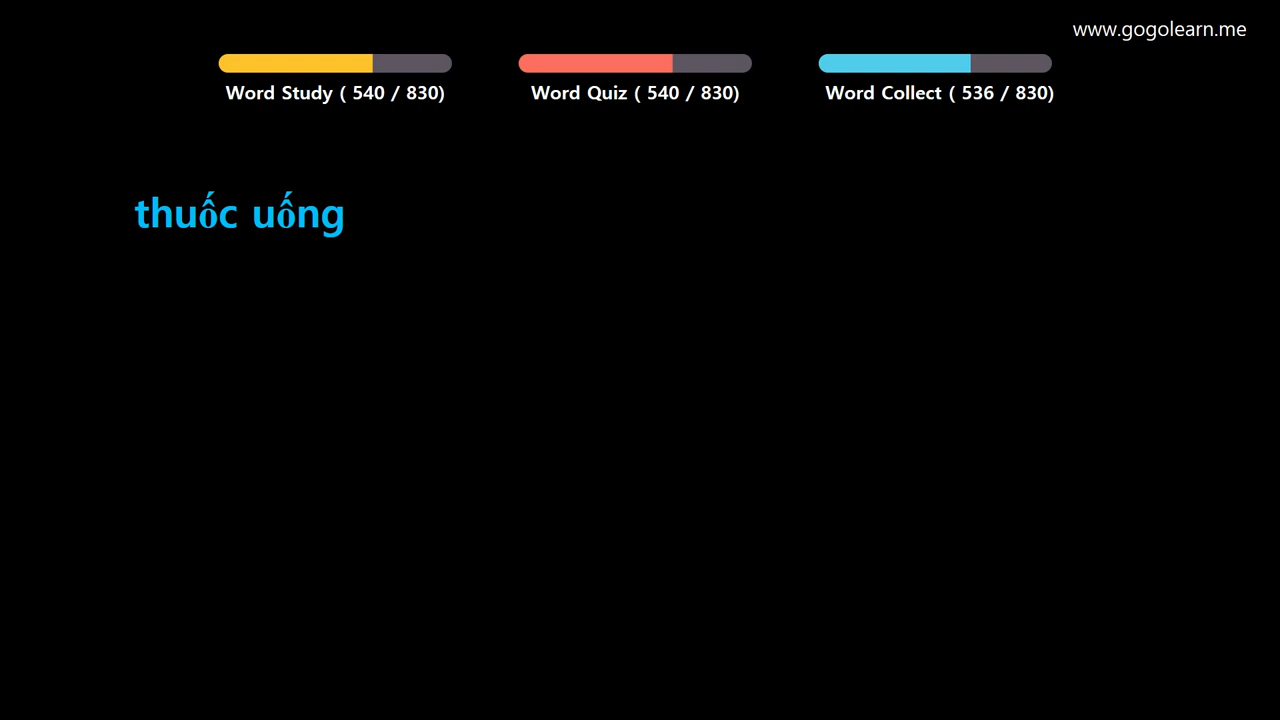 www.gogolearn.me
Word Study ( 540 / 830)
Word Quiz ( 540 / 830)
Word Collect ( 536 / 830)
thuốc uống